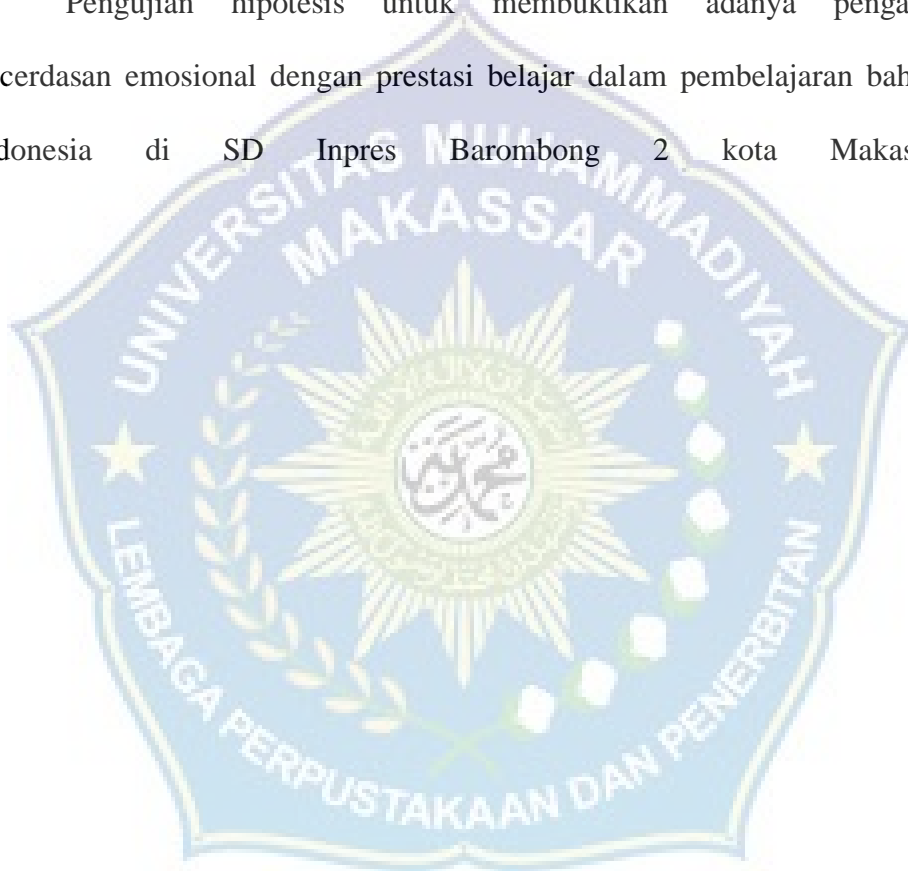 Pengujian hipotesis untuk membuktikan adanya penga
cerdasan emosional dengan prestasi belajar dalam pembelajaran bah
donesia di SD Inpres Barombong 2 kota Makas
UNIVERSITAS MUHAMMADIYAH
MAKASSAR
LEMBAGA PERPUSTAKAAN DAN PENERBITAN